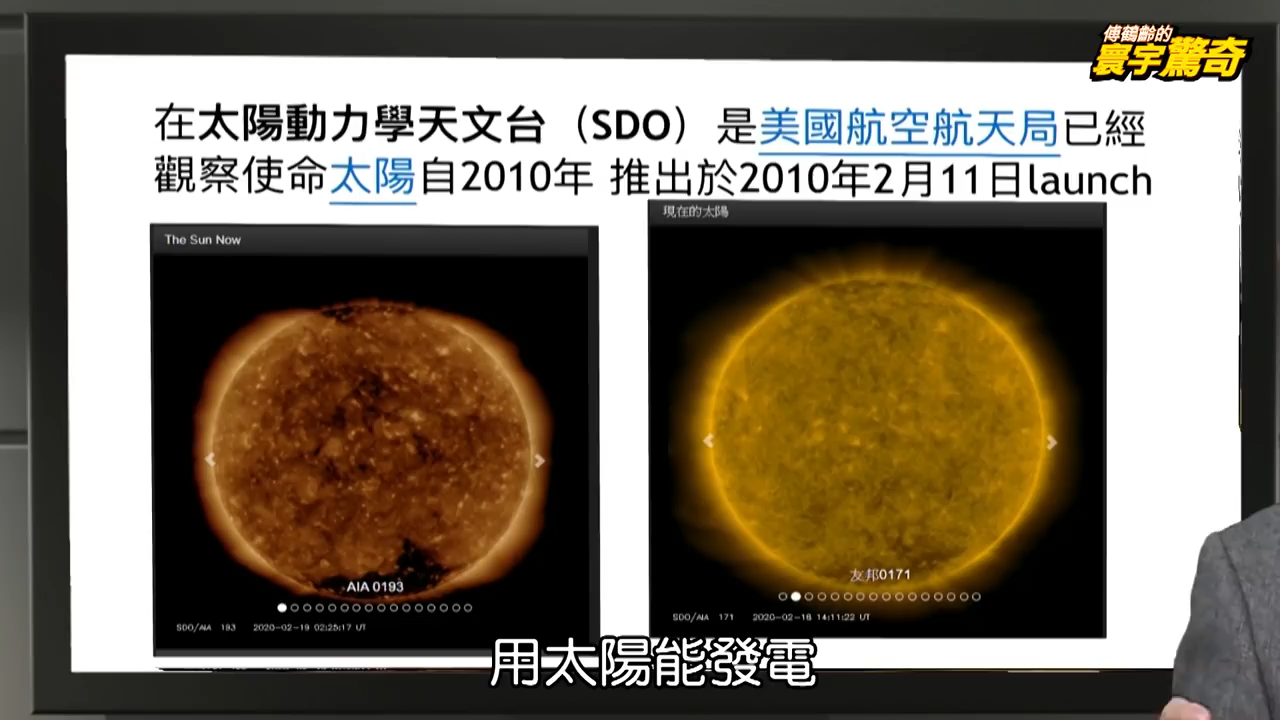 傅鶴齡的
寰宇驚奇
在太陽動力學天文台（SDO）是美國航空航天局已經
觀察使命太陽自2010年 推出於2010年2月11日launch
The Sun Now
AIA 0193
SDO/AIA 193 2020-02-19 02:25:17 UT
現在的太陽
友邦0171
SDO/AIA 171 2020-02-18 14:11:22 UT
用太陽能發電